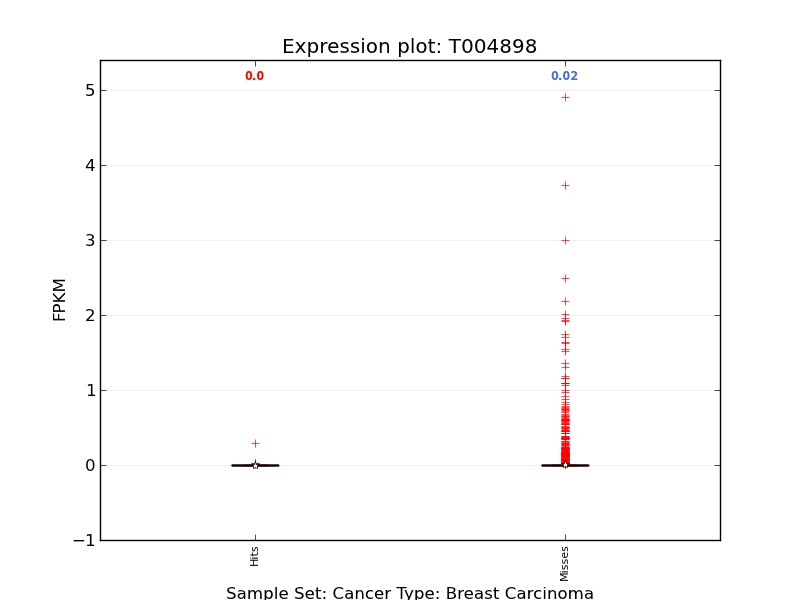 Expression plot: T004898
0.0
0.02
5
4
3
2
1
0
−1
FPKM
Hits
Misses
Sample Set: Cancer Type: Breast Carcinoma